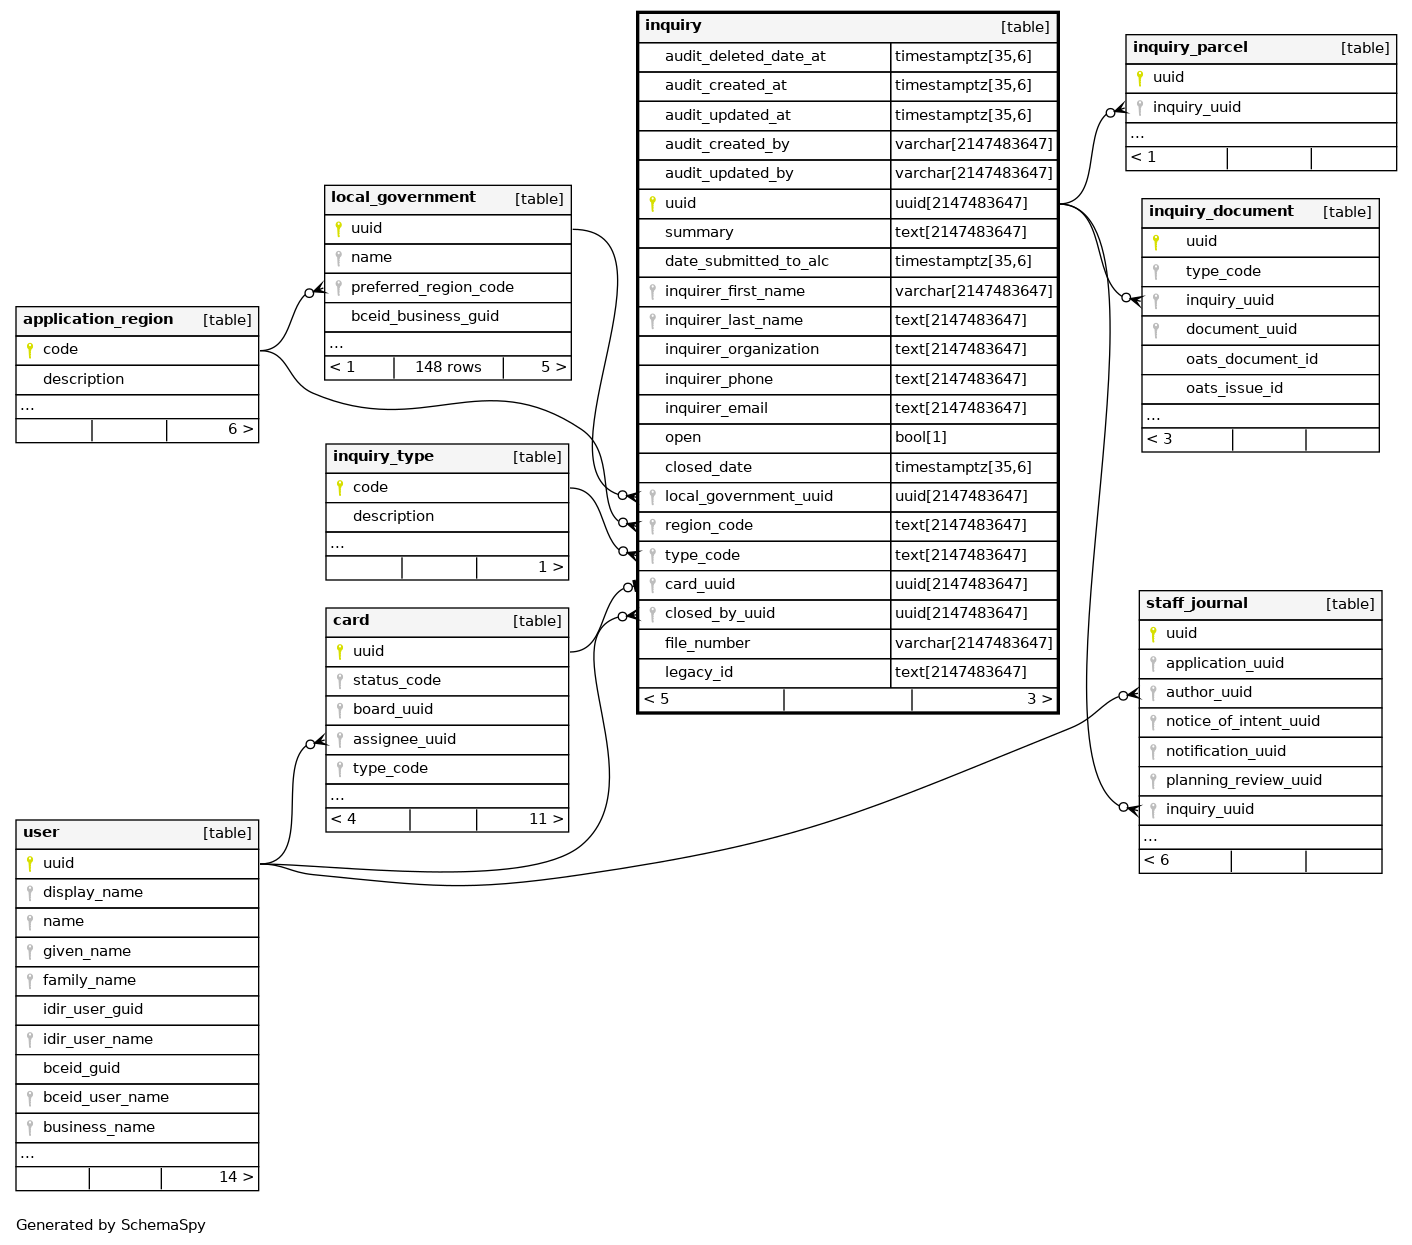 inquiry [table]
audit_deleted_date_at timestamptz[35,6]
audit_created_at timestamptz[35,6]
audit_updated_at timestamptz[35,6]
audit_created_by varchar[2147483647]
audit_updated_by varchar[2147483647]
uuid uuid[2147483647]
summary text[2147483647]
date_submitted_to_alc timestamptz[35,6]
inquirer_first_name varchar[2147483647]
inquirer_last_name text[2147483647]
inquirer_organization text[2147483647]
inquirer_phone text[2147483647]
inquirer_email text[2147483647]
open bool[1]
closed_date timestamptz[35,6]
local_government_uuid uuid[2147483647]
region_code text[2147483647]
type_code text[2147483647]
card_uuid uuid[2147483647]
closed_by_uuid uuid[2147483647]
file_number varchar[2147483647]
legacy_id text[2147483647]
< 5 3 >
inquiry_parcel [table]
uuid
inquiry_uuid
...
< 1
local_government [table]
uuid
name
preferred_region_code
bceid_business_guid
...
< 1 148 rows 5 >
inquiry_document [table]
uuid
type_code
inquiry_uuid
document_uuid
oats_document_id
oats_issue_id
...
< 3
application_region [table]
code
description
...
6 >
inquiry_type [table]
code
description
...
1 >
card [table]
uuid
status_code
board_uuid
assignee_uuid
type_code
...
< 4 11 >
staff_journal [table]
uuid
application_uuid
author_uuid
notice_of_intent_uuid
notification_uuid
planning_review_uuid
inquiry_uuid
...
< 6
user [table]
uuid
display_name
name
given_name
family_name
idir_user_guid
idir_user_name
bceid_guid
bceid_user_name
business_name
...
14 >
Generated by SchemaSpy